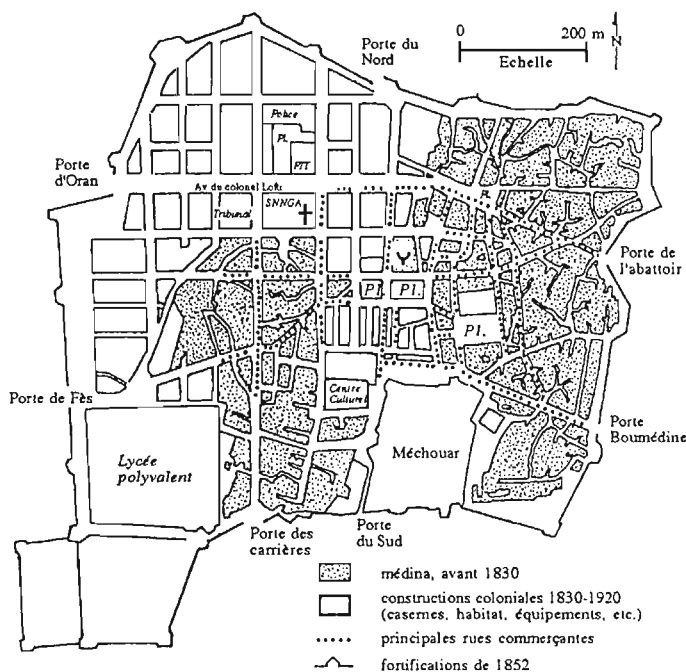 Porte du
Nord
0 200 m
Echelle
N
Police
Pl.
PTT
Porte
d'Oran
Av du colonel Lotfi
Tribunal
SNNGA
Pl.
Porte de
l'abattoir
Pl.
Pl.
Pl.
Centre
Culturel
Porte de Fès
Lycée
polyvalent
Méchouar
Porte
Boumédine
Porte des
carrières
Porte
du Sud
médina, avant 1830
constructions coloniales 1830-1920
(casernes, habitat, équipements, etc.)
principales rues commerçantes
fortifications de 1852